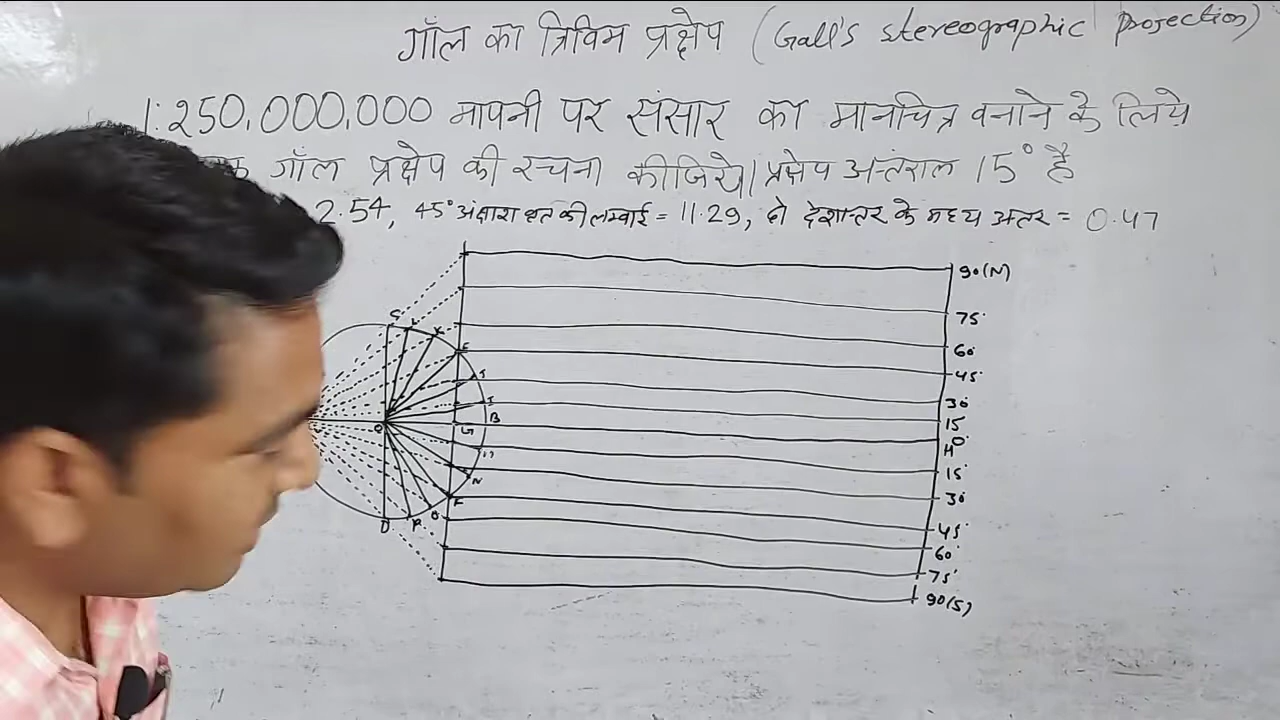 गॉल का त्रिविम प्रक्षेप (Gall's stereographic projection)
1:250,000,000 मापनी पर संसार का मानचित्र बनाने के लिये
गॉल प्रक्षेप की रचना कीजिये। प्रक्षेप अन्तराल 15° है
2.54, 45° अंक्षाश वृत की लम्बाई = 11.29, दो देशान्तर के मध्य अन्तर = 0.47
90(N)
75°
60°
45°
30°
15
0°
H
15°
30°
45°
60°
75°
90(S)
C L K E J I B G
D P O F N